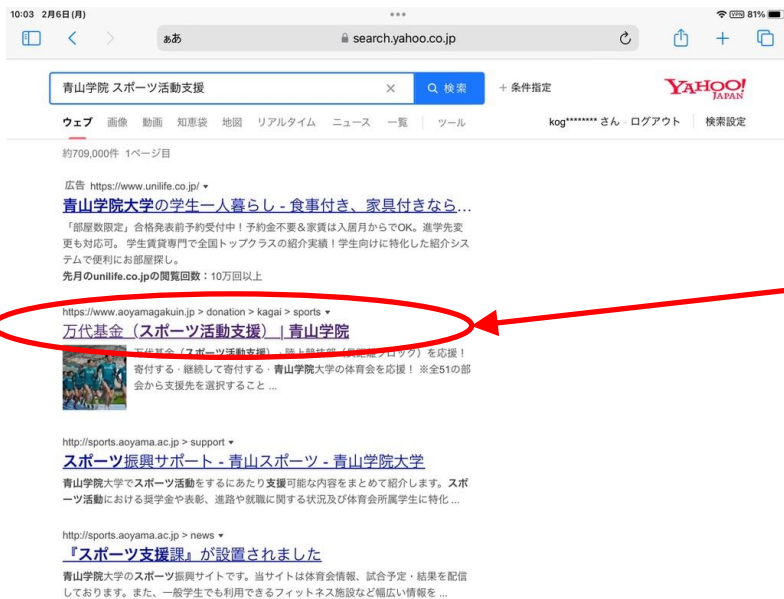 10:03 2月6日(月)
VPN 81%
ああ search.yahoo.co.jp
青山学院 スポーツ活動支援 × 検索 + 条件指定 YAHOO! JAPAN
ウェブ 画像 動画 知恵袋 地図 リアルタイム ニュース 一覧 ツール kog******** さん - ログアウト 検索設定
約709,000件 1ページ目
広告 https://www.unilife.co.jp/
青山学院大学の学生一人暮らし - 食事付き、家具付きなら...
「部屋数限定」合格発表前予約受付中！予約金不要＆家賃は入居月からでOK。進学先変
更も対応可。 学生賃貸専門で全国トップクラスの紹介実績！学生向けに特化した紹介シス
テムで便利にお部屋探し。
先月のunilife.co.jpの閲覧回数：10万回以上
https://www.aoyamagakuin.jp > donation > kagai > sports
万代基金（スポーツ活動支援） | 青山学院
万代基金（スポーツ活動支援）・陸上競技部（長距離ブロック）を応援！
寄付する · 継続して寄付する · 青山学院大学の体育会を応援！ ※全51の部
会から支援先を選択すること ...
http://sports.aoyama.ac.jp > support
スポーツ振興サポート - 青山スポーツ - 青山学院大学
青山学院大学でスポーツ活動をするにあたり支援可能な内容をまとめて紹介します。スポ
ーツ活動における奨学金や表彰、進路や就職に関する状況及び体育会所属学生に特化 ...
http://sports.aoyama.ac.jp > news
『スポーツ支援課』が設置されました
青山学院大学のスポーツ振興サイトです。当サイトは体育会情報、試合予定・結果を配信
しております。また、一般学生でも利用できるフィットネス施設など幅広い情報を ...